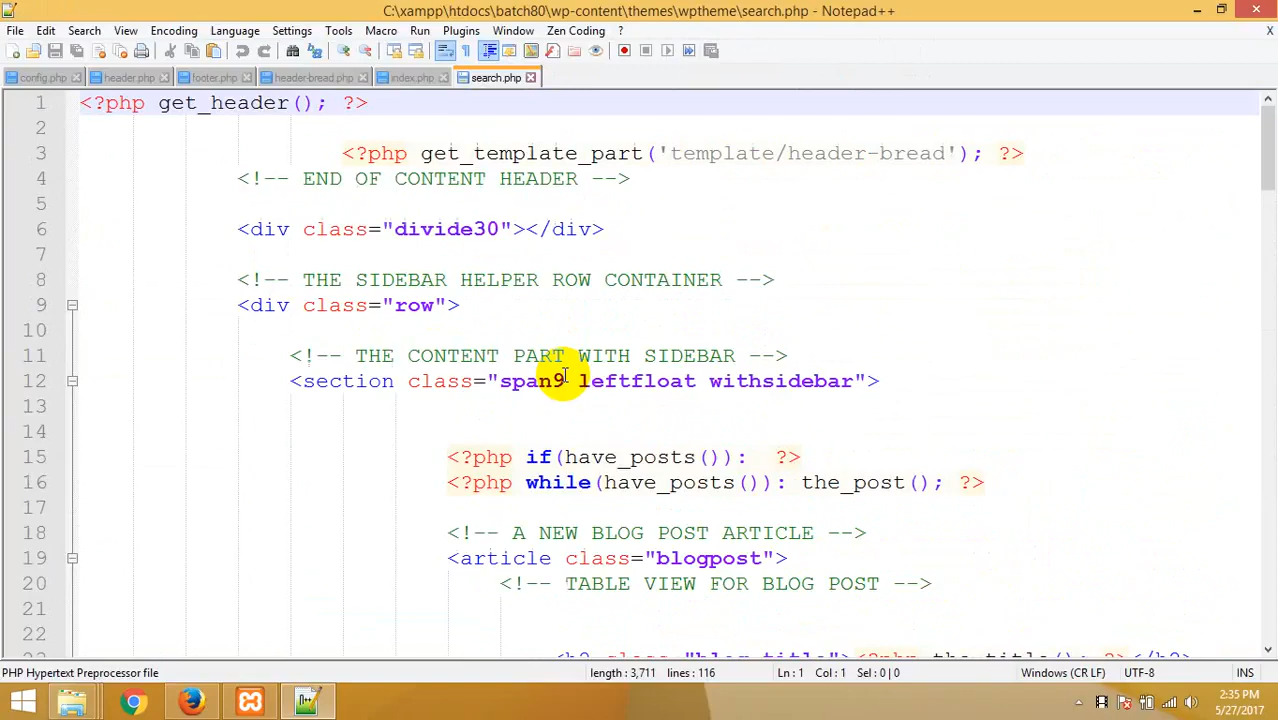 C:\xampp\htdocs\batch80\wp-content\themes\wptheme\search.php - Notepad++
File Edit Search View Encoding Language Settings Tools Macro Run Plugins Window Zen Coding ? X
config.php header.php footer.php header-bread.php index.php search.php
1 <?php get_header(); ?>
2
3 <?php get_template_part('template/header-bread'); ?>
4 <!-- END OF CONTENT HEADER -->
5
6 <div class="divide30"></div>
7
8 <!-- THE SIDEBAR HELPER ROW CONTAINER -->
9 <div class="row">
10
11 <!-- THE CONTENT PART WITH SIDEBAR -->
12 <section class="span9 leftfloat withsidebar">
13
14
15 <?php if(have_posts()): ?>
16 <?php while(have_posts()): the_post(); ?>
17
18 <!-- A NEW BLOG POST ARTICLE -->
19 <article class="blogpost">
20 <!-- TABLE VIEW FOR BLOG POST -->
21
22
PHP Hypertext Preprocessor file length : 3,711 lines : 116 Ln : 1 Col : 1 Sel : 0 | 0 Windows (CR LF) UTF-8 INS
2:35 PM
5/27/2017